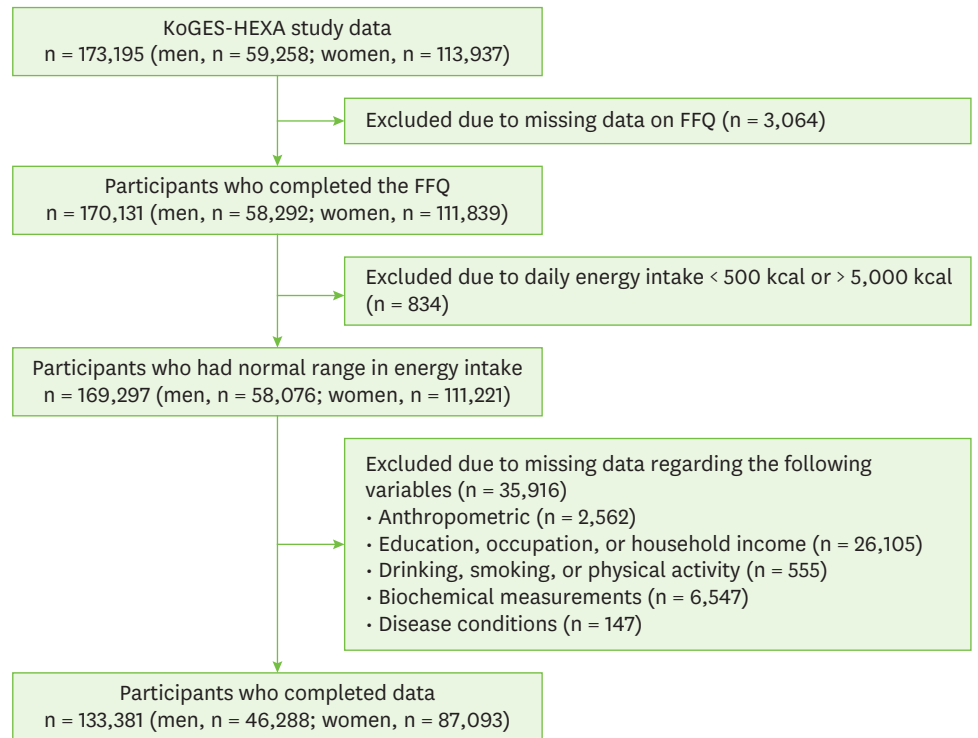 KoGES-HEXA study data
n = 173,195 (men, n = 59,258; women, n = 113,937)
Excluded due to missing data on FFQ (n = 3,064)
Participants who completed the FFQ
n = 170,131 (men, n = 58,292; women, n = 111,839)
Excluded due to daily energy intake < 500 kcal or > 5,000 kcal
(n = 834)
Participants who had normal range in energy intake
n = 169,297 (men, n = 58,076; women, n = 111,221)
Excluded due to missing data regarding the following
variables (n = 35,916)
• Anthropometric (n = 2,562)
• Education, occupation, or household income (n = 26,105)
• Drinking, smoking, or physical activity (n = 555)
• Biochemical measurements (n = 6,547)
• Disease conditions (n = 147)
Participants who completed data
n = 133,381 (men, n = 46,288; women, n = 87,093)